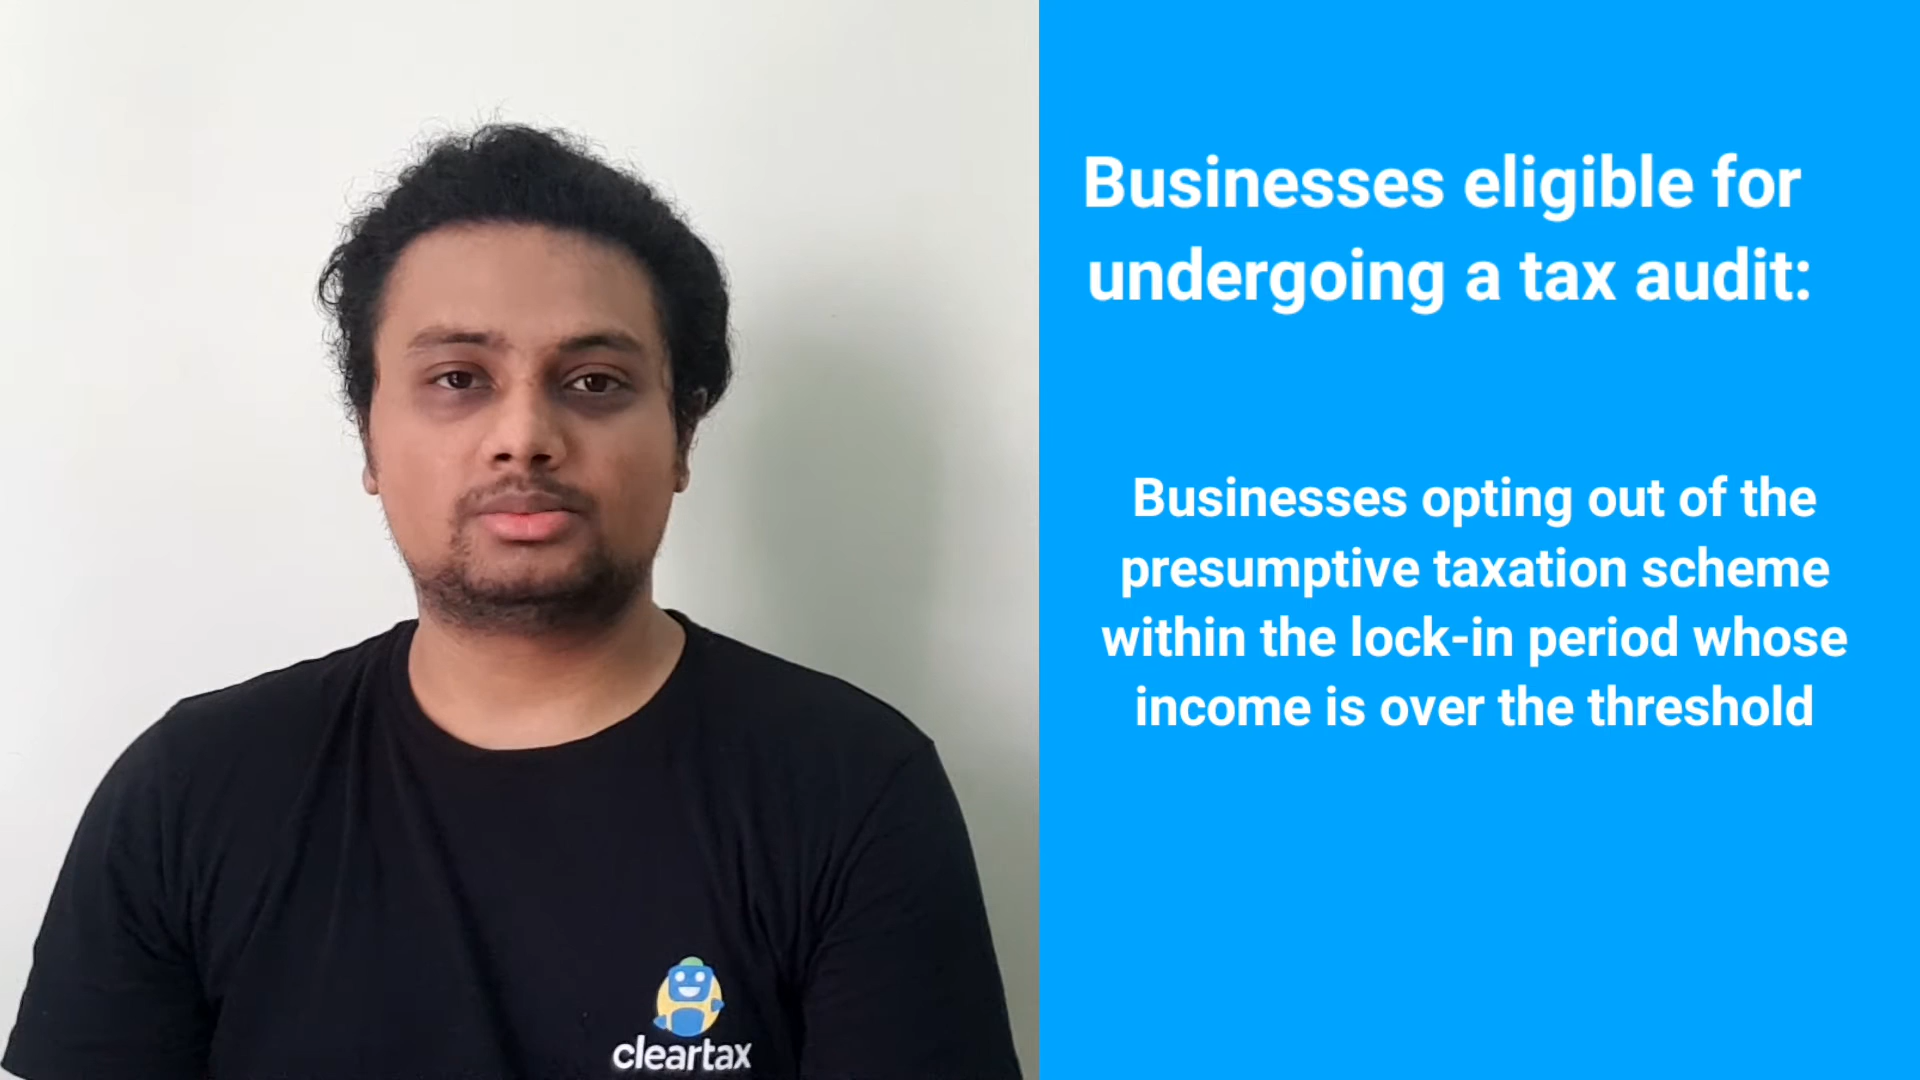 Businesses eligible for
undergoing a tax audit:
Businesses opting out of the
presumptive taxation scheme
within the lock-in period whose
income is over the threshold
cleartax